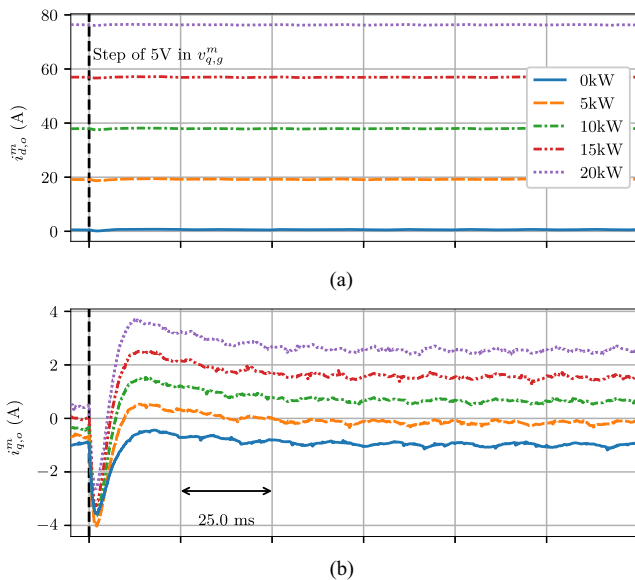 80
60
40
20
0
i^m_{d,o} (A)
Step of 5V in v^m_{q,g}
0kW
5kW
10kW
15kW
20kW
(a)
4
2
0
−2
−4
i^m_{q,o} (A)
25.0 ms
(b)